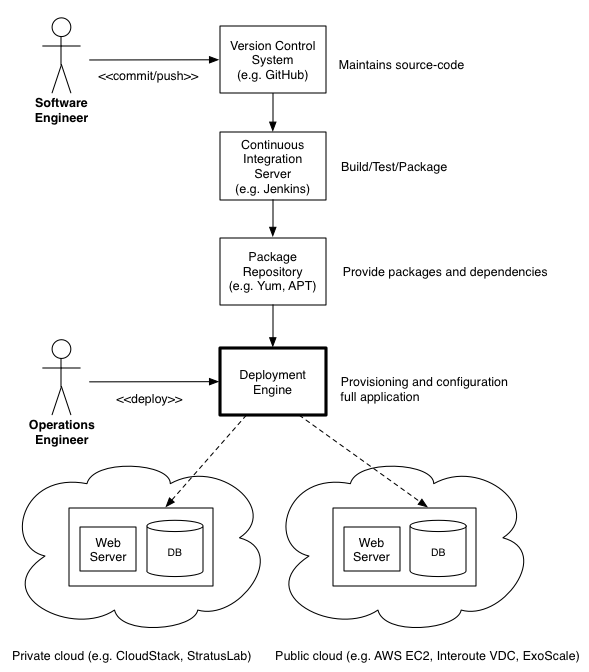 Version Control
System
(e.g. GitHub)
Maintains source-code
<<commit/push>>
Software
Engineer
Continuous
Integration
Server
(e.g. Jenkins)
Build/Test/Package
Package
Repository
(e.g. Yum, APT)
Provide packages and dependencies
Deployment
Engine
Provisioning and configuration
full application
<<deploy>>
Operations
Engineer
Web
Server
DB
Web
Server
DB
Private cloud (e.g. CloudStack, StratusLab)
Public cloud (e.g. AWS EC2, Interoute VDC, ExoScale)